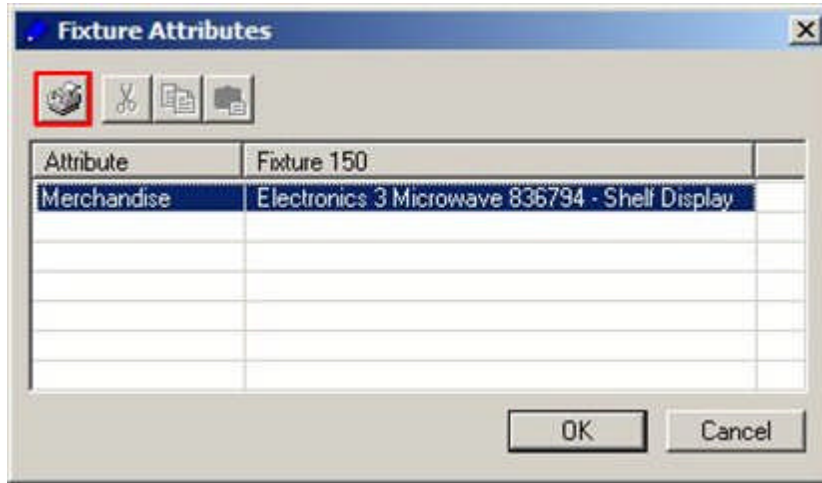 Fixture Attributes
Attribute Fixture 150
Merchandise Electronics 3 Microwave 836794 - Shelf Display
OK Cancel